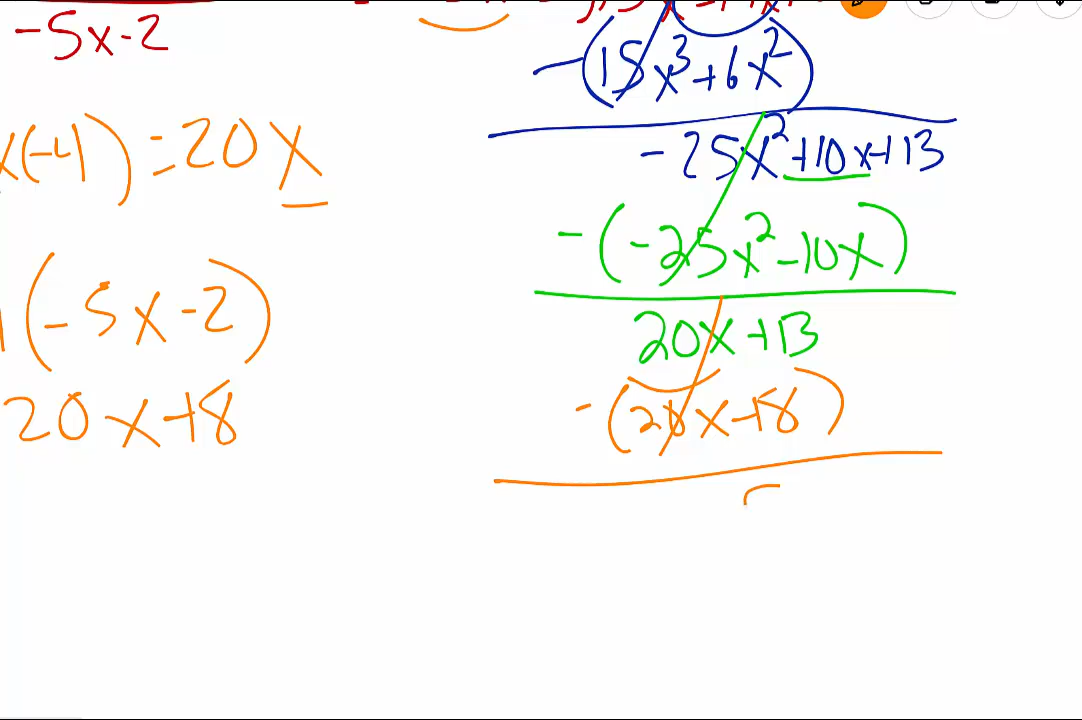 -5x-2
-(15x³+6x²)
-25x²+10x+13
(-4)) = 20x
-(-25x²-10x)
(-5x-2)
20x+13
20x+8
-(20x+8)